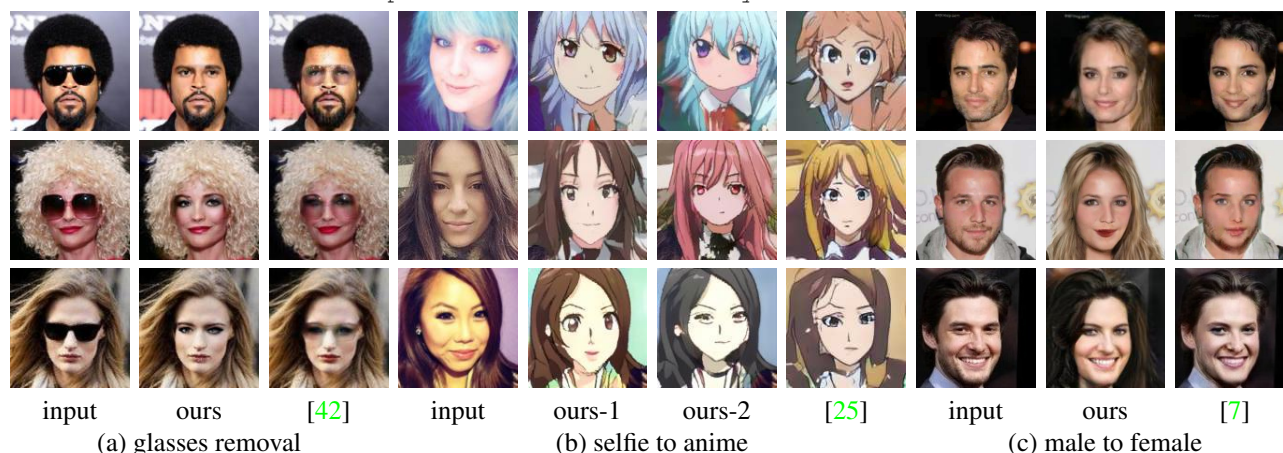 input ours [42] input ours-1 ours-2 [25] input ours [7]
(a) glasses removal (b) selfie to anime (c) male to female